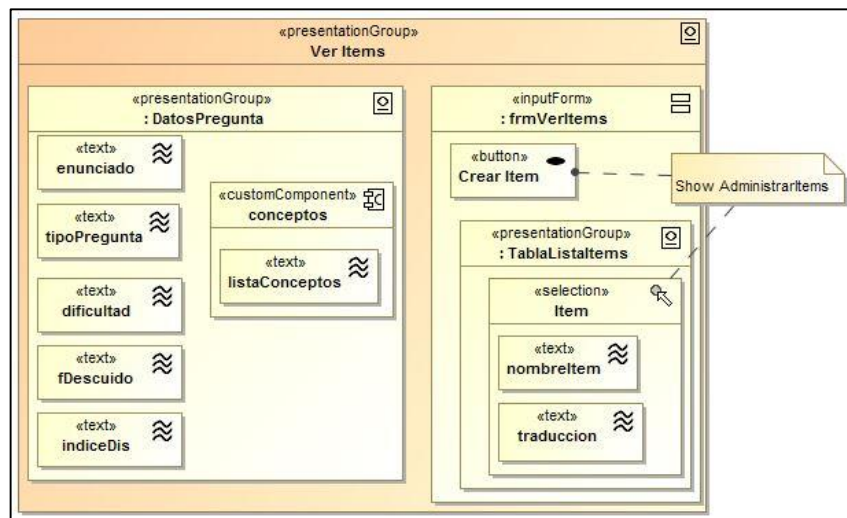 «presentationGroup»
Ver Items
«presentationGroup»
: DatosPregunta
«text»
enunciado
«text»
tipoPregunta
«text»
dificultad
«text»
fDescuido
«text»
indiceDis
«customComponent»
conceptos
«text»
listaConceptos
«inputForm»
: frmVerItems
«button»
Crear Item
«presentationGroup»
: TablaListaItems
«selection»
Item
«text»
nombreItem
«text»
traduccion
Show AdministrarItems